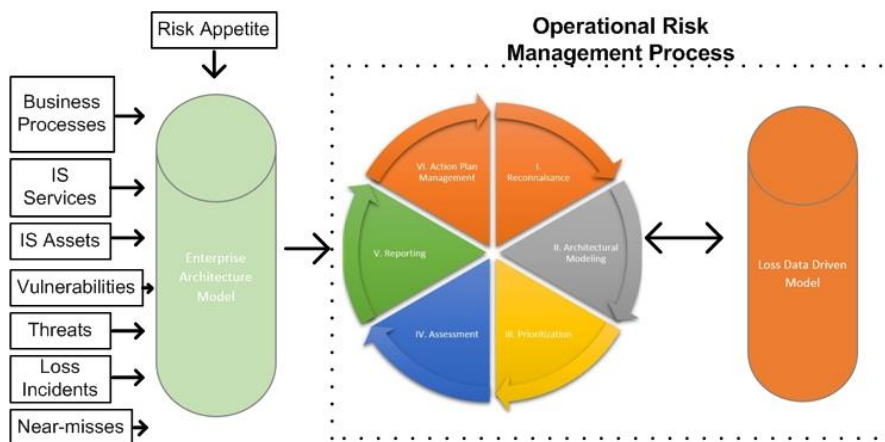 Risk Appetite
Operational Risk
Management Process
Business
Processes
IS
Services
IS Assets
Vulnerabilities
Threats
Loss
Incidents
Near-misses
Enterprise
Architecture
Model
VI. Action Plan
Management
I.
Reconnaisance
V. Reporting
II. Architectural
Modeling
IV. Assessment
III. Prioritization
Loss Data Driven
Model